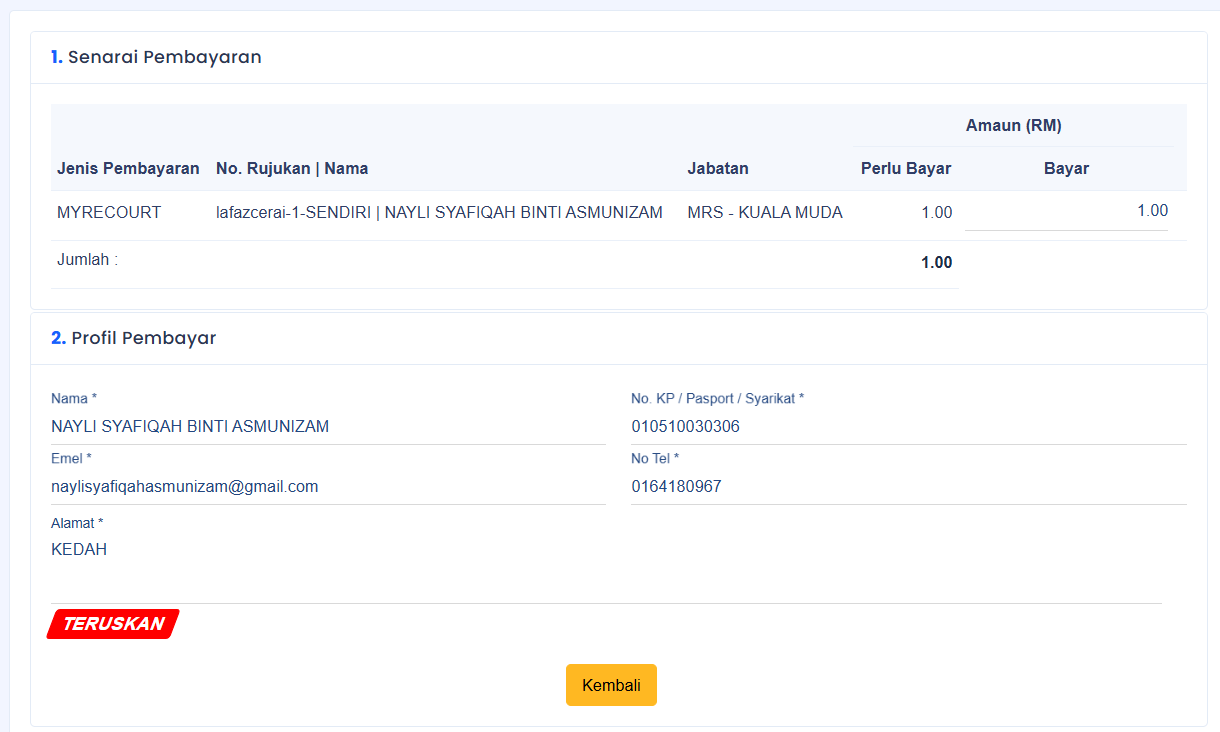 1. Senarai Pembayaran
Amaun (RM)
Jenis Pembayaran No. Rujukan | Nama Jabatan Perlu Bayar Bayar
MYRECOURT lafazcerai-1-SENDIRI | NAYLI SYAFIQAH BINTI ASMUNIZAM MRS - KUALA MUDA 1.00 1.00
Jumlah : 1.00
2. Profil Pembayar
Nama * No. KP / Pasport / Syarikat *
NAYLI SYAFIQAH BINTI ASMUNIZAM 010510030306
Emel * No Tel *
naylisyafiqahasmunizam@gmail.com 0164180967
Alamat *
KEDAH
TERUSKAN
Kembali